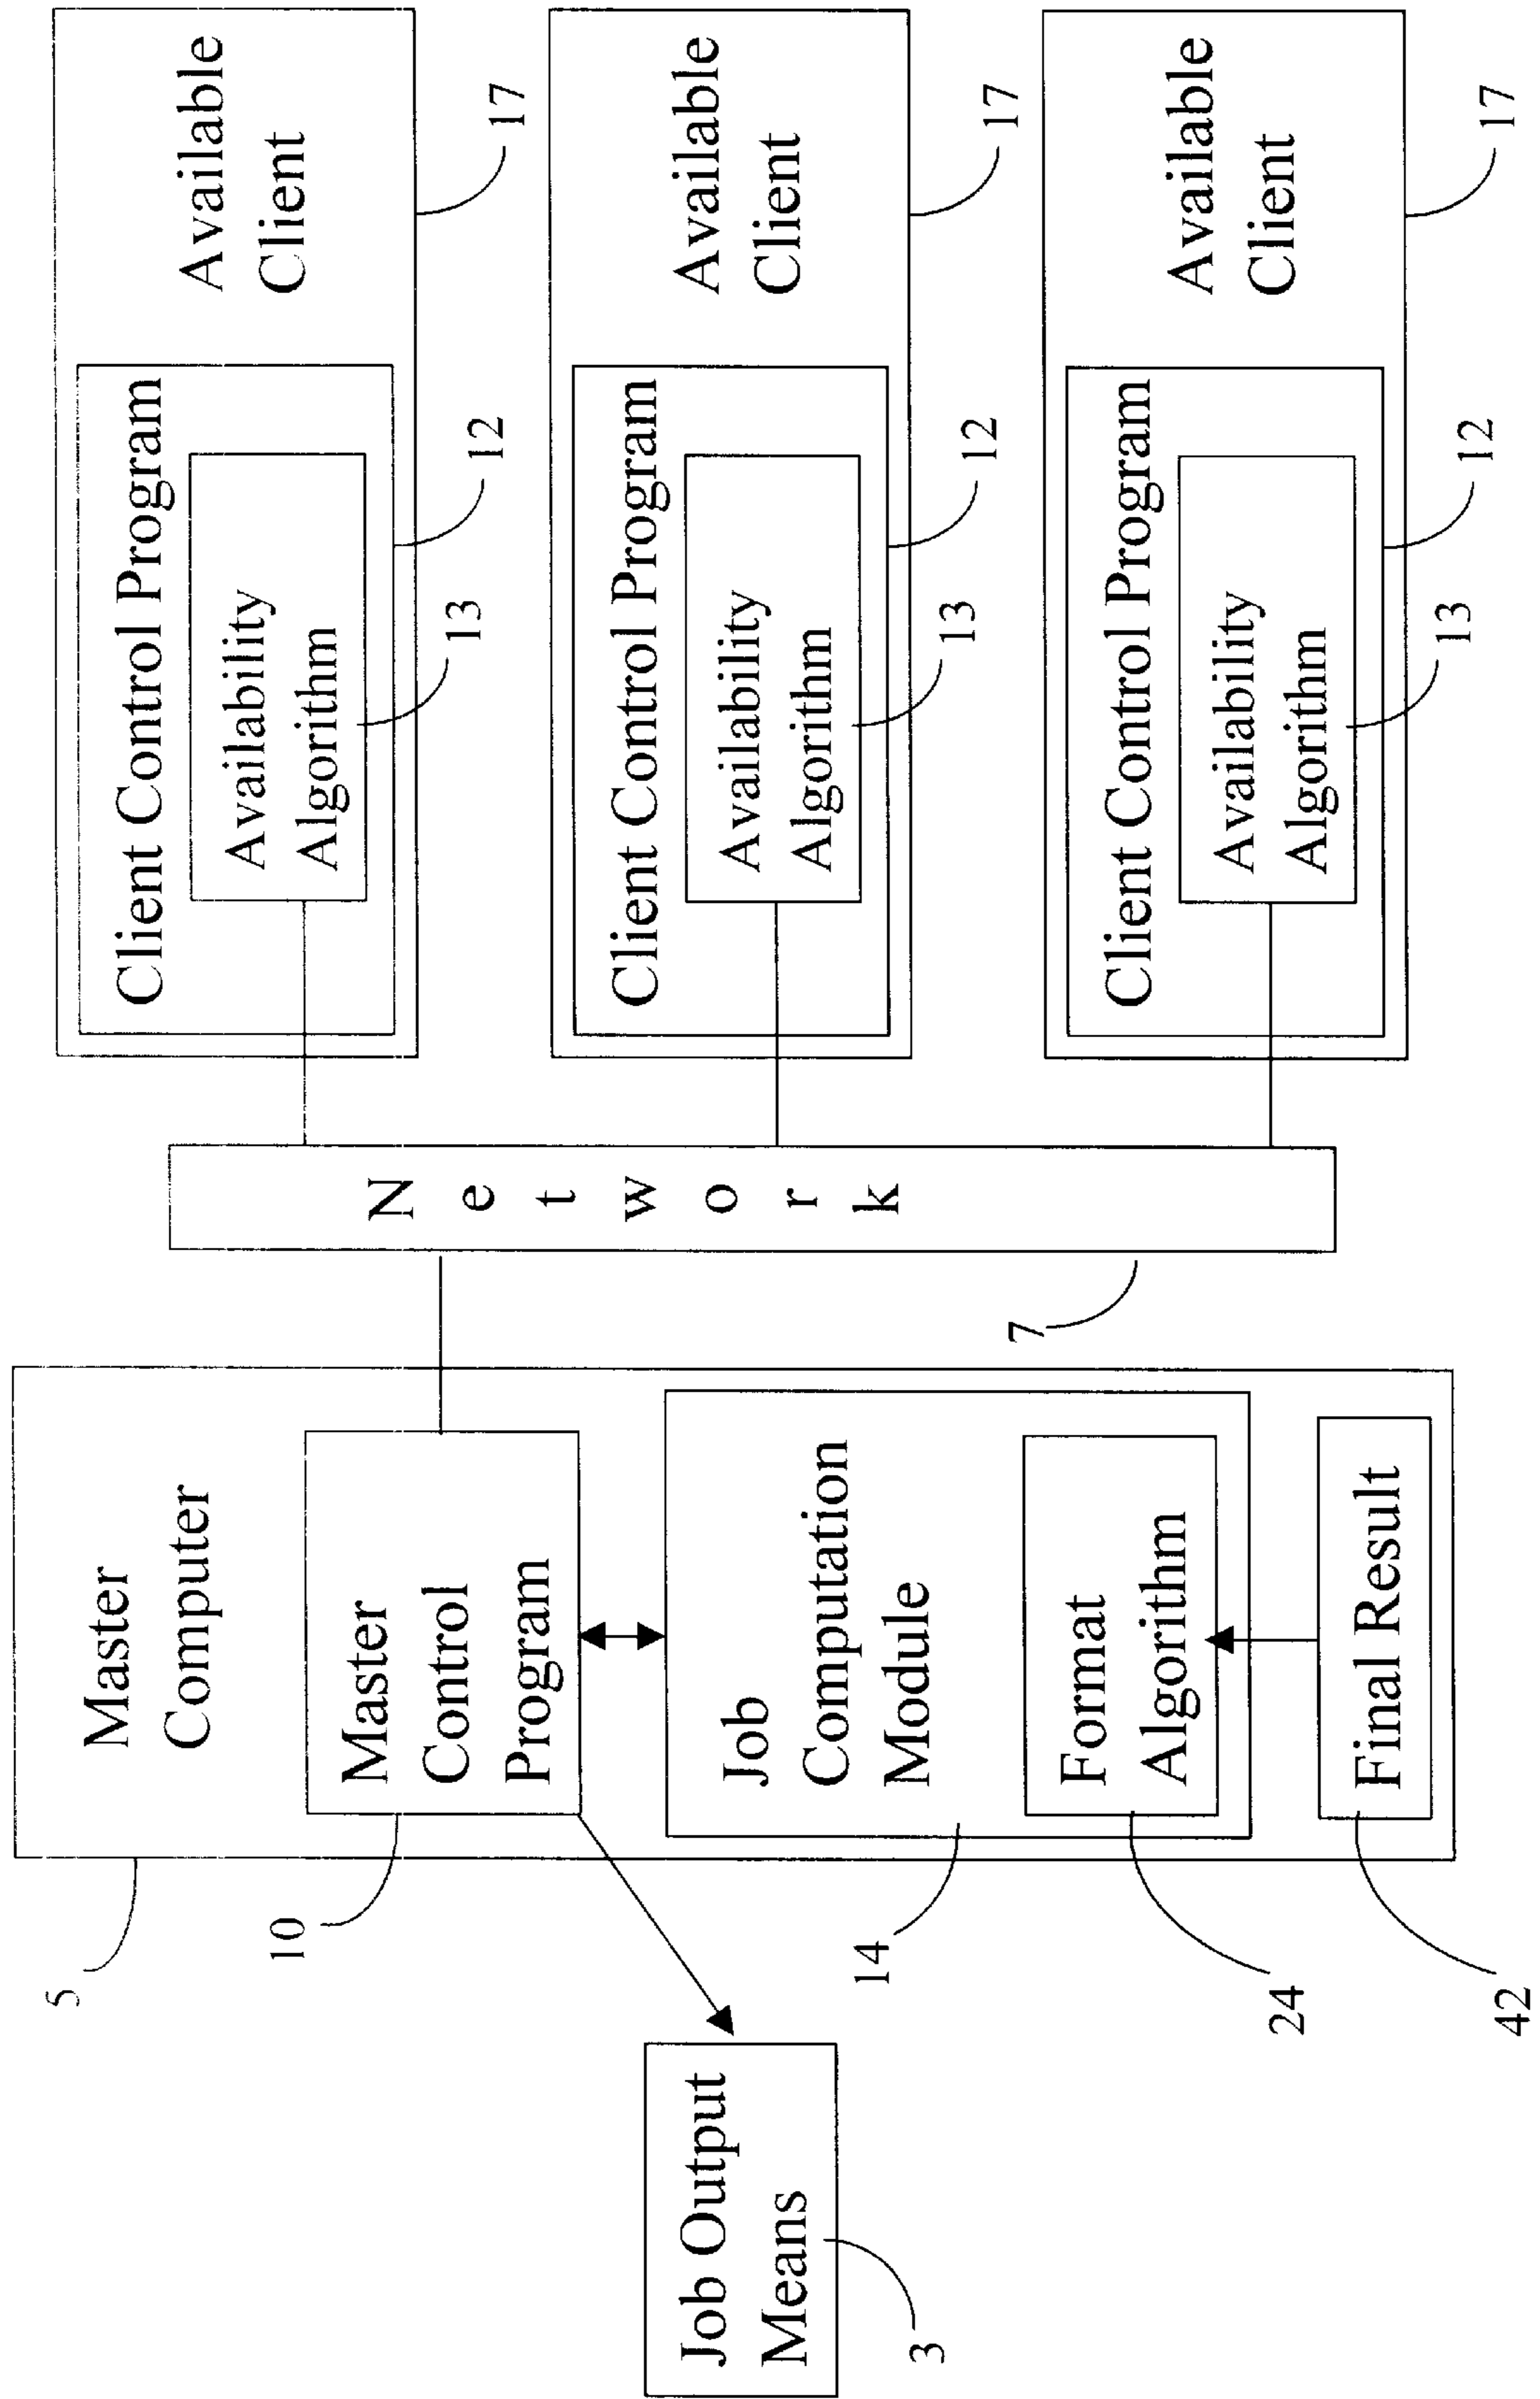 Master
Computer
Master
Control
Program
Job
Computation
Module
Format
Algorithm
Final Result
Job Output
Means
5
10
14
24
42
3
N
e
t
w
o
r
k
7
Available
Client
Client Control Program
Availability
Algorithm
17
12
13
Available
Client
Client Control Program
Availability
Algorithm
17
12
13
Available
Client
Client Control Program
Availability
Algorithm
17
12
13